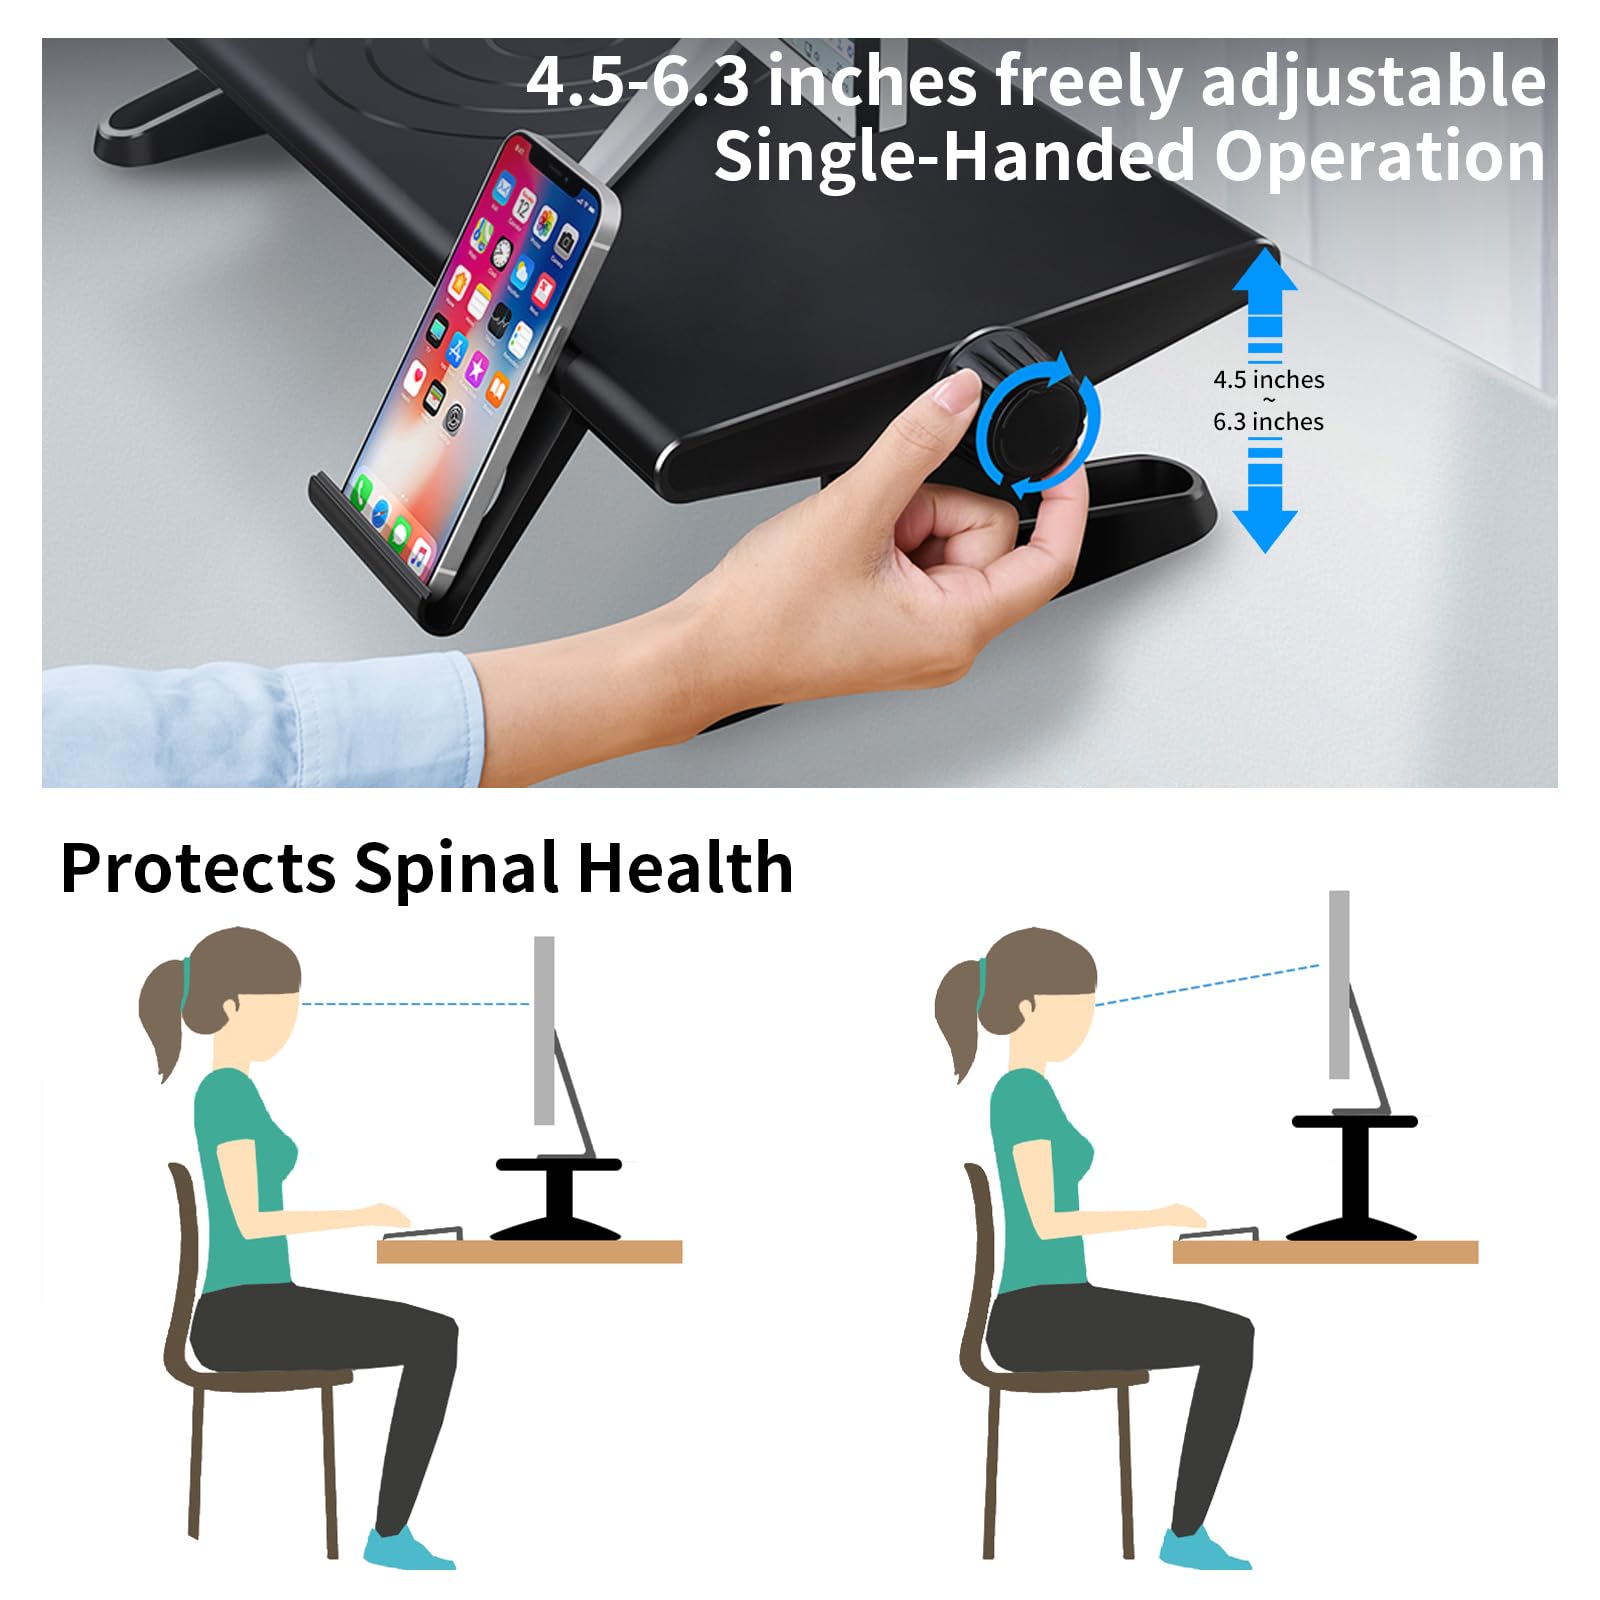 4.5-6.3 inches freely adjustable
Single-Handed Operation
4.5 inches
~
6.3 inches
Protects Spinal Health